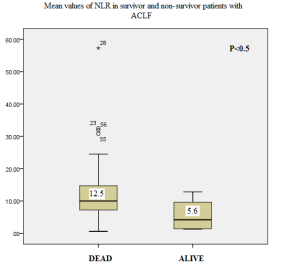 Mean values of NLR in survivor and non-survivor patients with
ACLF
60.00
50.00
40.00
30.00
20.00
10.00
.00
28
P<0.5
23
56
55
12.5
5.6
DEAD
ALIVE